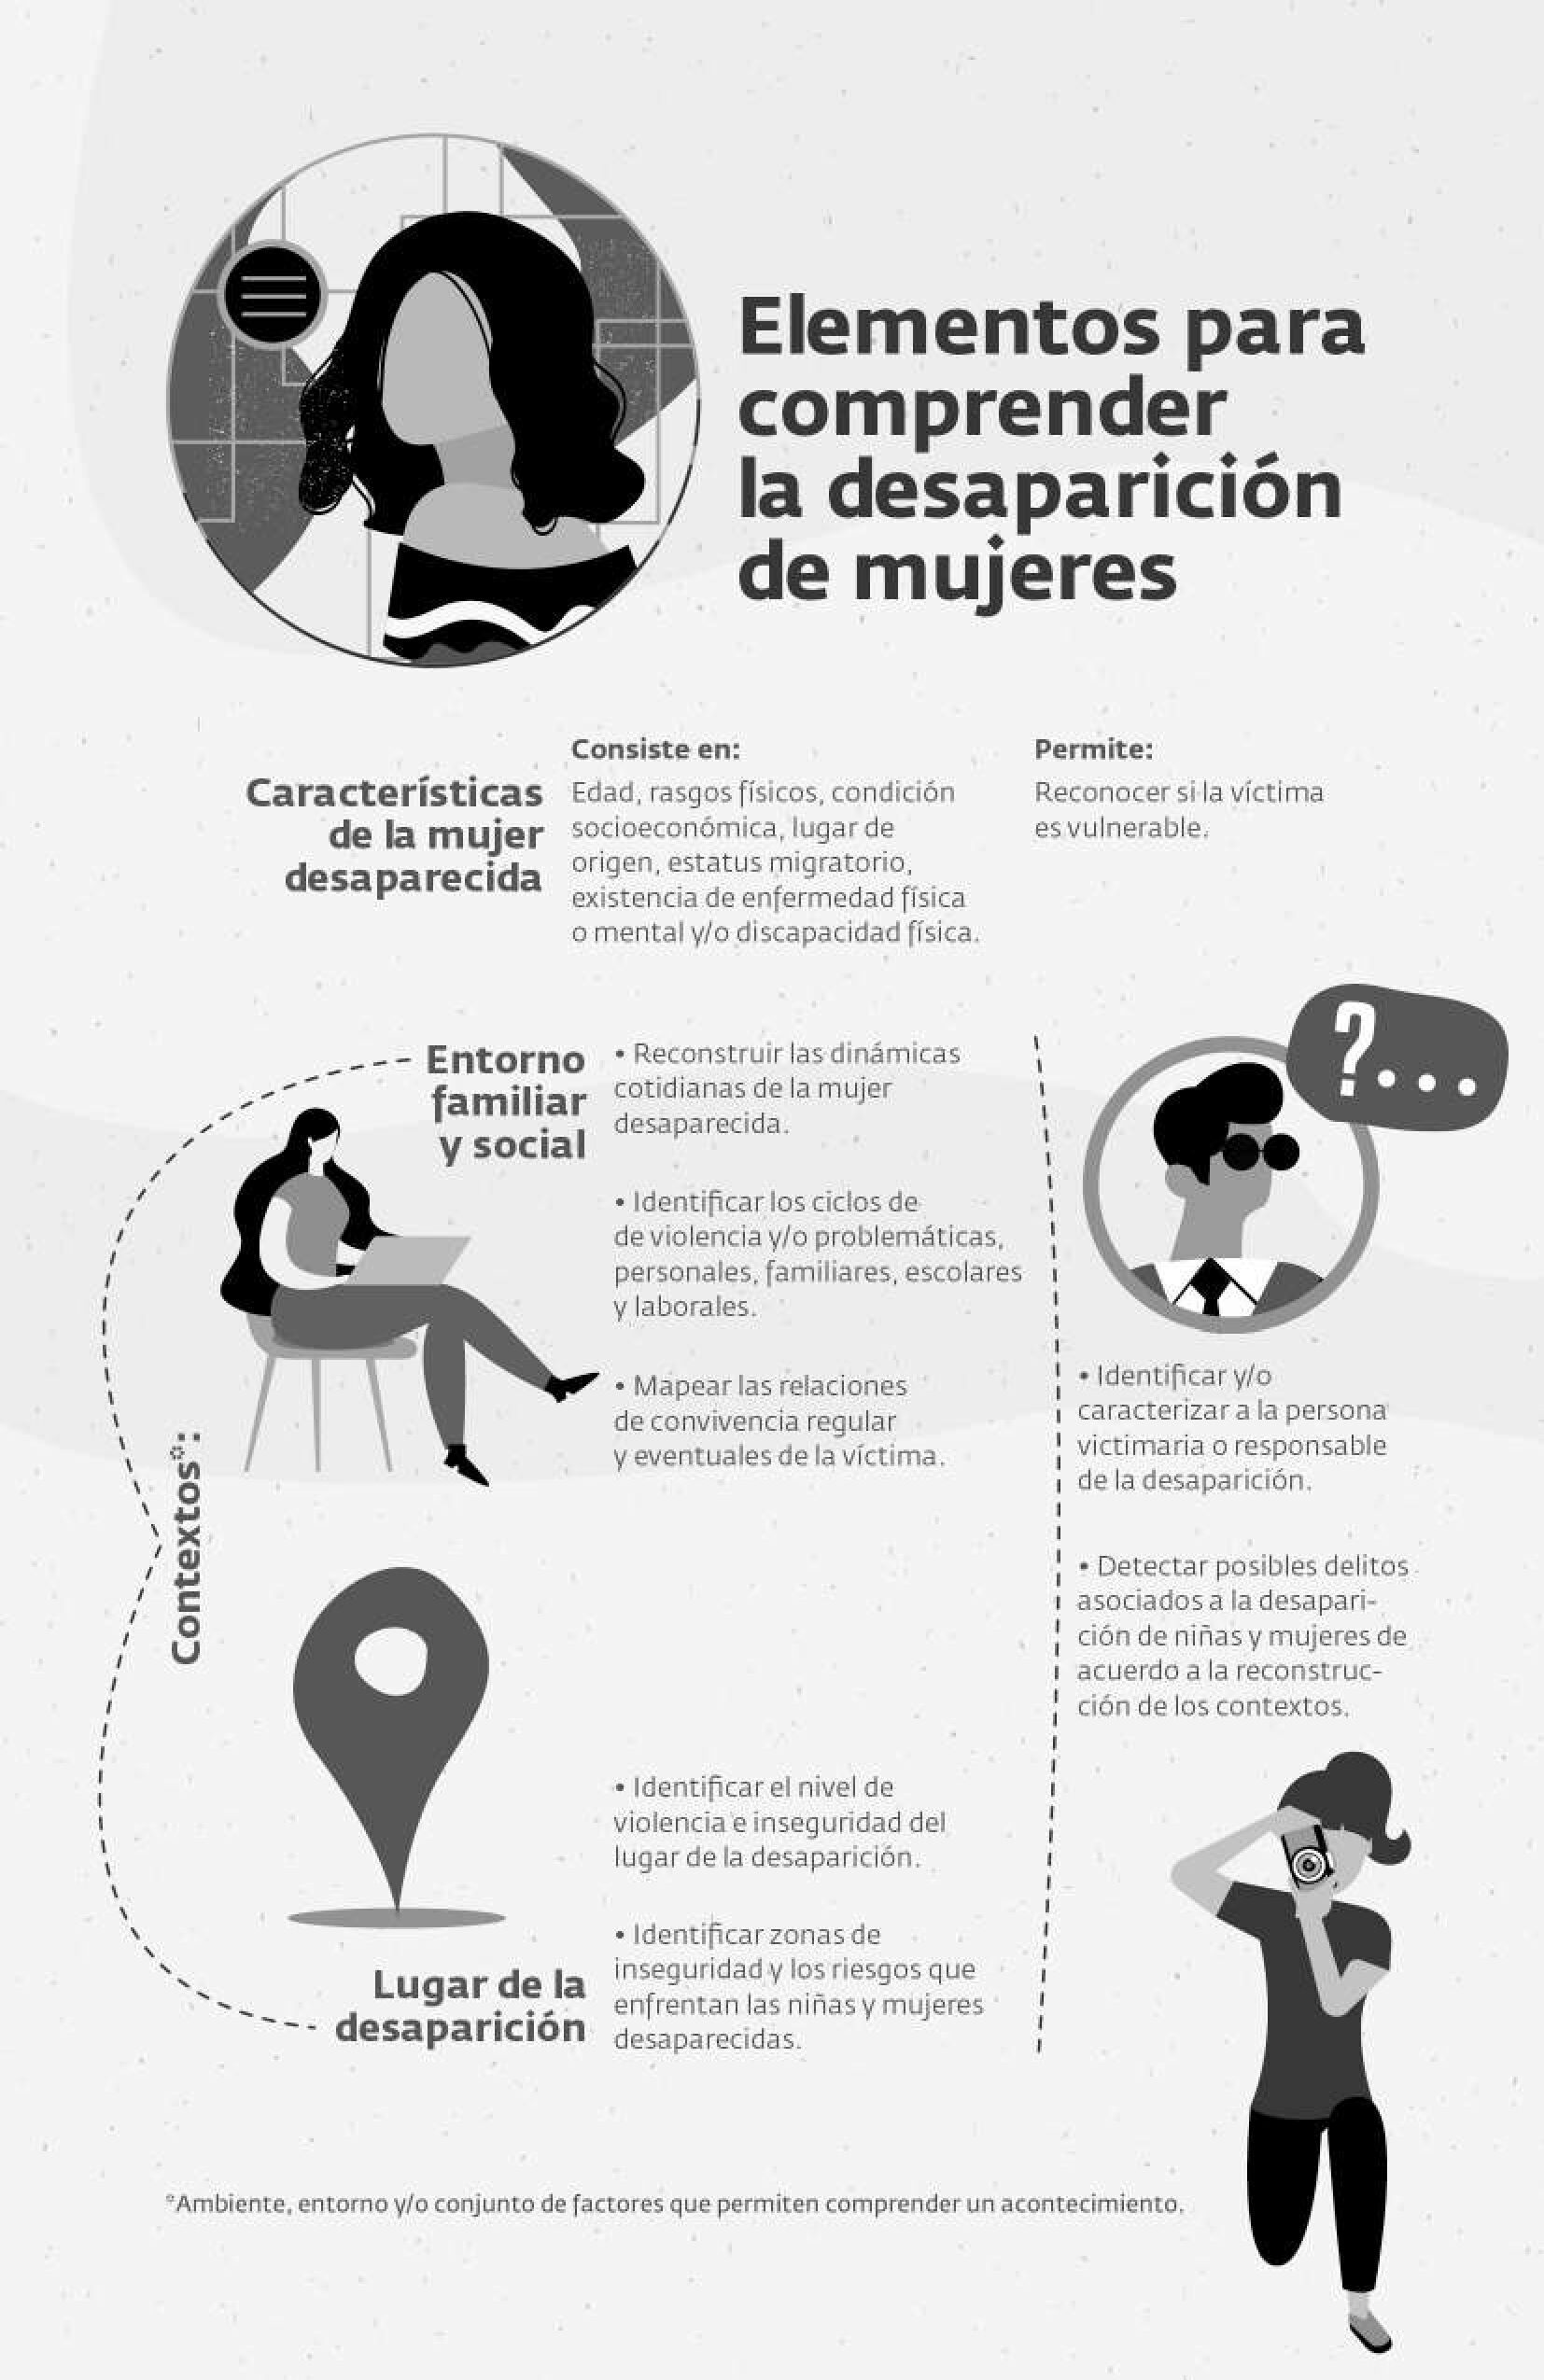 Elementos para
comprender
la desaparición
de mujeres
Características
de la mujer
desaparecida
Consiste en:
Edad, rasgos físicos, condición
socioeconómica, lugar de
origen, estatus migratorio,
existencia de enfermedad física
o mental y/o discapacidad física.
Permite:
Reconocer si la víctima
es vulnerable.
Contextos*:
Entorno
familiar
y social
• Reconstruir las dinámicas
cotidianas de la mujer
desaparecida.
• Identificar los ciclos de
de violencia y/o problemáticas,
personales, familiares, escolares
y laborales.
• Mapear las relaciones
de convivencia regular
y eventuales de la víctima.
Lugar de la
desaparición
• Identificar el nivel de
violencia e inseguridad del
lugar de la desaparición.
• Identificar zonas de
inseguridad y los riesgos que
enfrentan las niñas y mujeres
desaparecidas.
?...
• Identificar y/o
caracterizar a la persona
victimaria o responsable
de la desaparición.
• Detectar posibles delitos
asociados a la desapari-
ción de niñas y mujeres de
acuerdo a la reconstruc-
ción de los contextos.
*Ambiente, entorno y/o conjunto de factores que permiten comprender un acontecimiento.